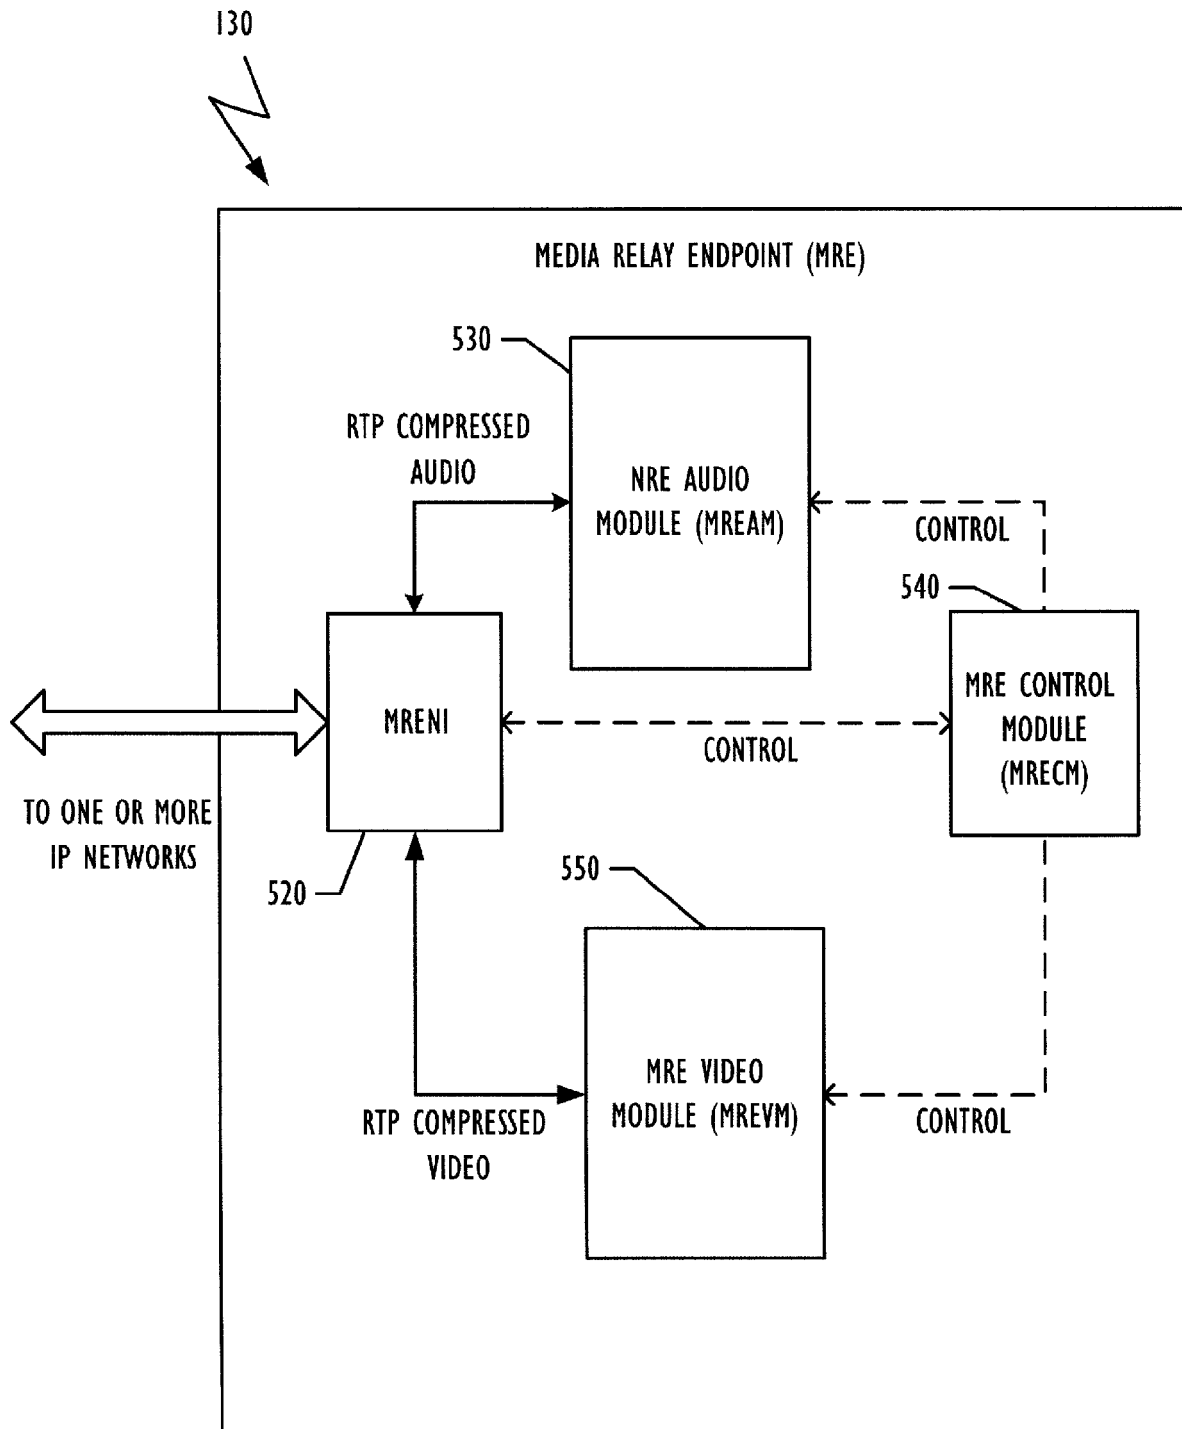 130
MEDIA RELAY ENDPOINT (MRE)
530
RTP COMPRESSED
AUDIO
NRE AUDIO
MODULE (MREAM)
CONTROL
540
MRENI
CONTROL
MRE CONTROL
MODULE
(MRECM)
TO ONE OR MORE
IP NETWORKS
520
550
MRE VIDEO
MODULE (MREVM)
RTP COMPRESSED
VIDEO
CONTROL